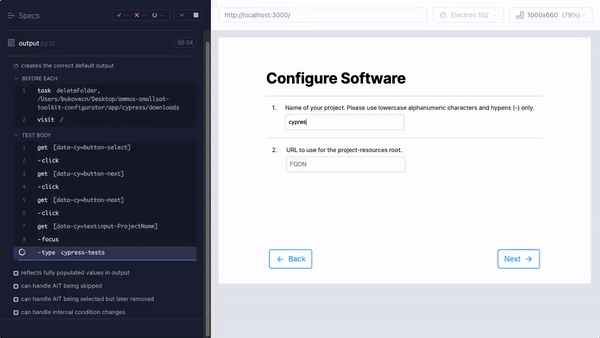 Specs
output.cy.ts
00:04
creates the correct default output
BEFORE EACH
1 task deleteFolder,
/Users/bukovecn/Desktop/ammos-smallsat-
toolkit-configurator/app/cypress/downloads
2 visit /
TEST BODY
1 get [data-cy=button-select]
2 -click
3 get [data-cy=button-next]
4 -click
5 get [data-cy=button-next]
6 -click
7 get [data-cy=textinput-ProjectName]
8 -focus
-type cypress-tests
reflects fully populated values in output
can handle AIT being skipped
can handle AIT being selected but later removed
can handle internal condition changes
http://localhost:3000/
Electron 102
1000x660 (79%)
Configure Software
1. Name of your project. Please use lowercase alphanumeric characters and hypens (-) only.
cypres
2. URL to use for the project-resources root.
FQDN
← Back
Next →